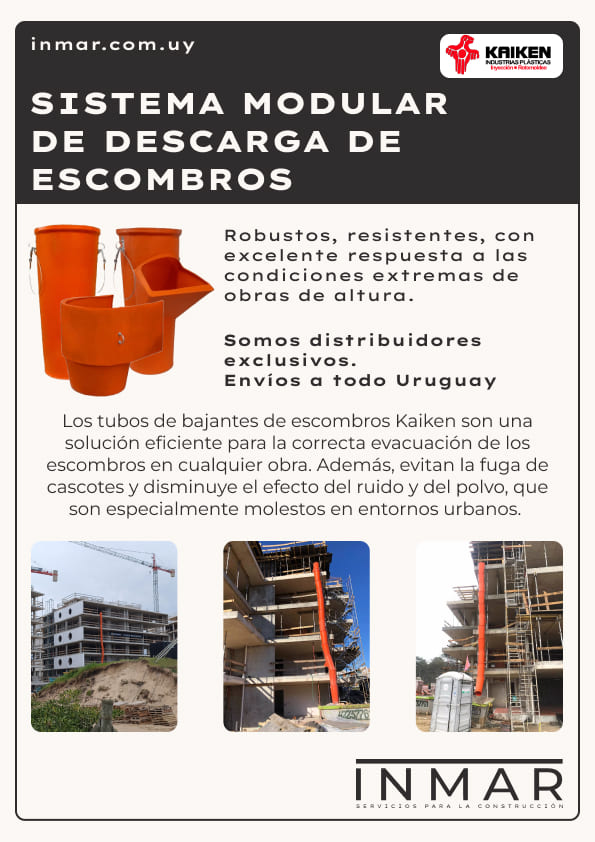 inmar.com.uy
KAIKEN
INDUSTRIAS PLÁSTICAS
Inyección • Rotomoldeo
SISTEMA MODULAR
DE DESCARGA DE
ESCOMBROS
Robustos, resistentes, con
excelente respuesta a las
condiciones extremas de
obras de altura.
Somos distribuidores
exclusivos.
Envíos a todo Uruguay
Los tubos de bajantes de escombros Kaiken son una
solución eficiente para la correcta evacuación de los
escombros en cualquier obra. Además, evitan la fuga de
cascotes y disminuye el efecto del ruido y del polvo, que
son especialmente molestos en entornos urbanos.
INMAR
SERVICIOS PARA LA CONSTRUCCIÓN